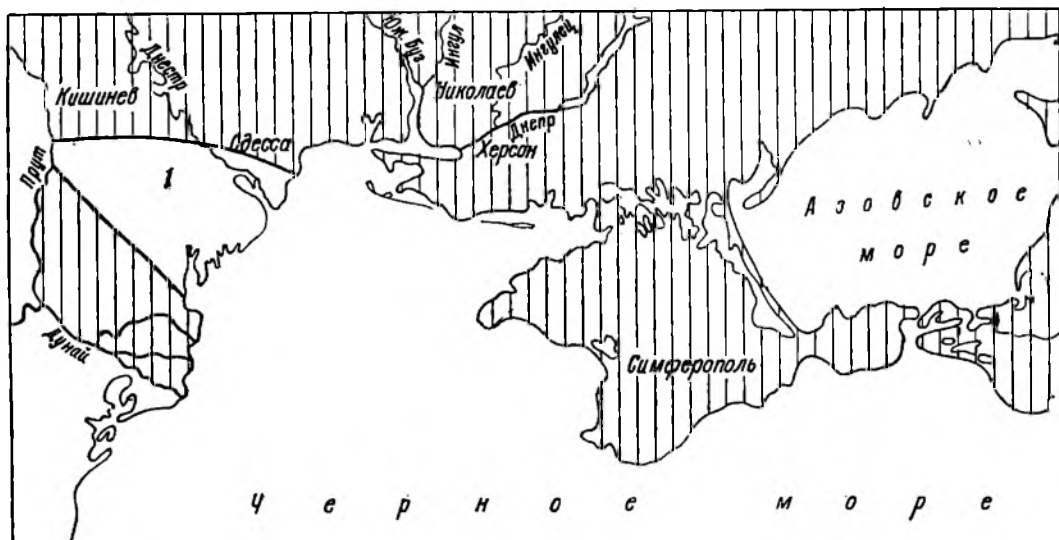 Днестр
Юж. Буг
Ингул
Ингулец
Кишинев
Николаев
Днепр
Одесса
Херсон
Прут
1
Азовское
море
Дунай
Симферополь
Черное море